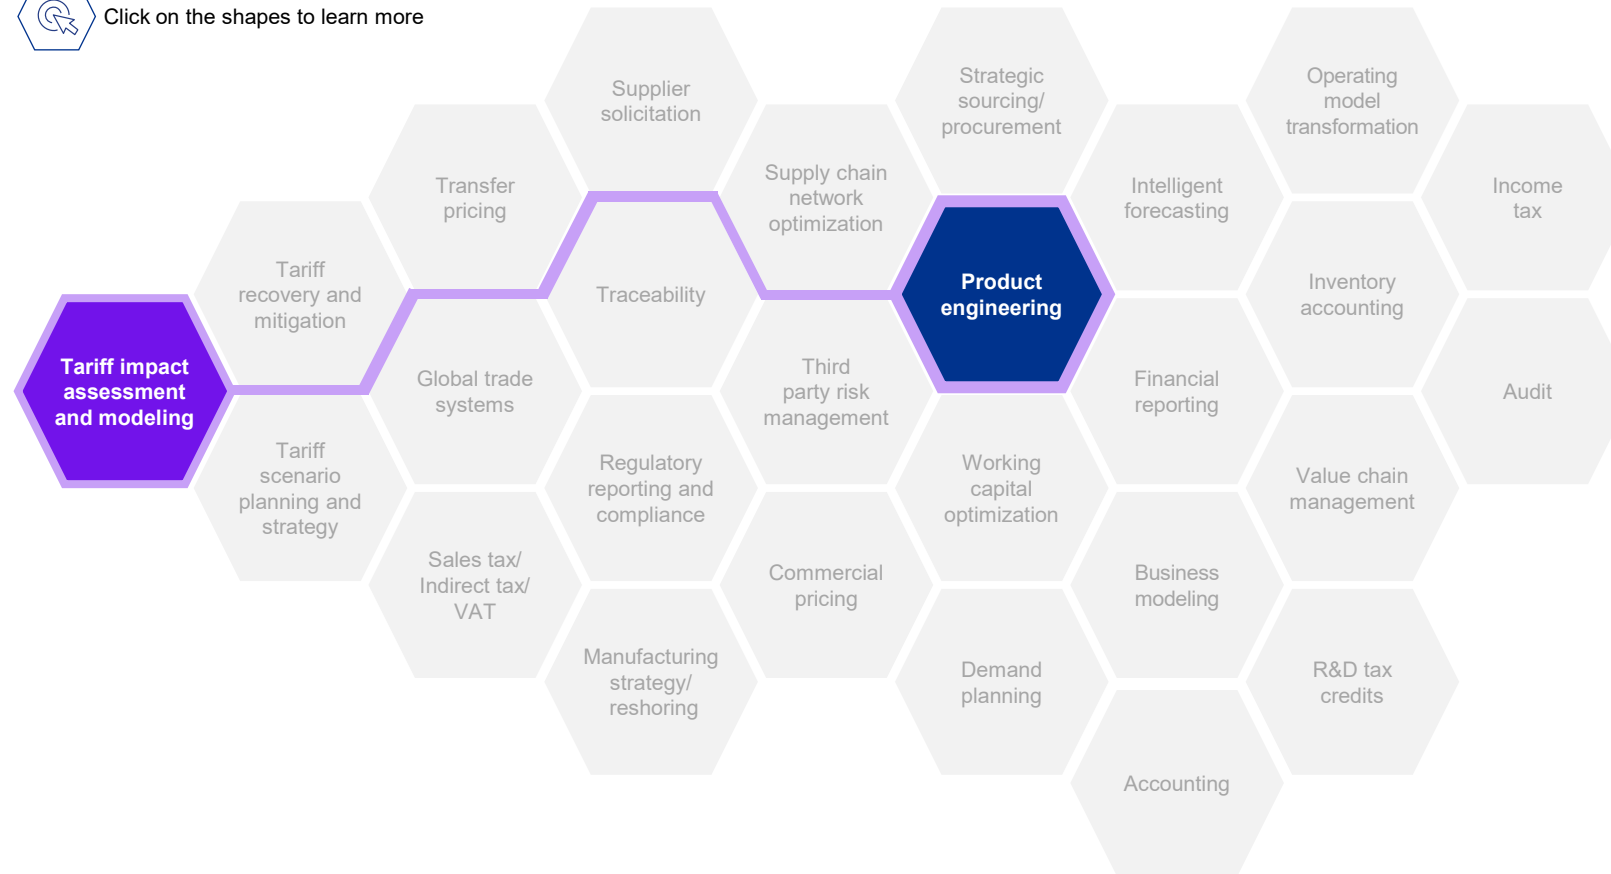 Click on the shapes to learn more
Supplier
solicitation
Strategic
sourcing/
procurement
Operating
model
transformation
Transfer
pricing
Supply chain
network
optimization
Intelligent
forecasting
Income
tax
Tariff
recovery and
mitigation
Traceability
Product
engineering
Inventory
accounting
Tariff impact
assessment
and modeling
Global trade
systems
Third
party risk
management
Financial
reporting
Audit
Tariff
scenario
planning and
strategy
Regulatory
reporting and
compliance
Working
capital
optimization
Value chain
management
Sales tax/
Indirect tax/
VAT
Commercial
pricing
Business
modeling
Manufacturing
strategy/
reshoring
Demand
planning
R&D tax
credits
Accounting